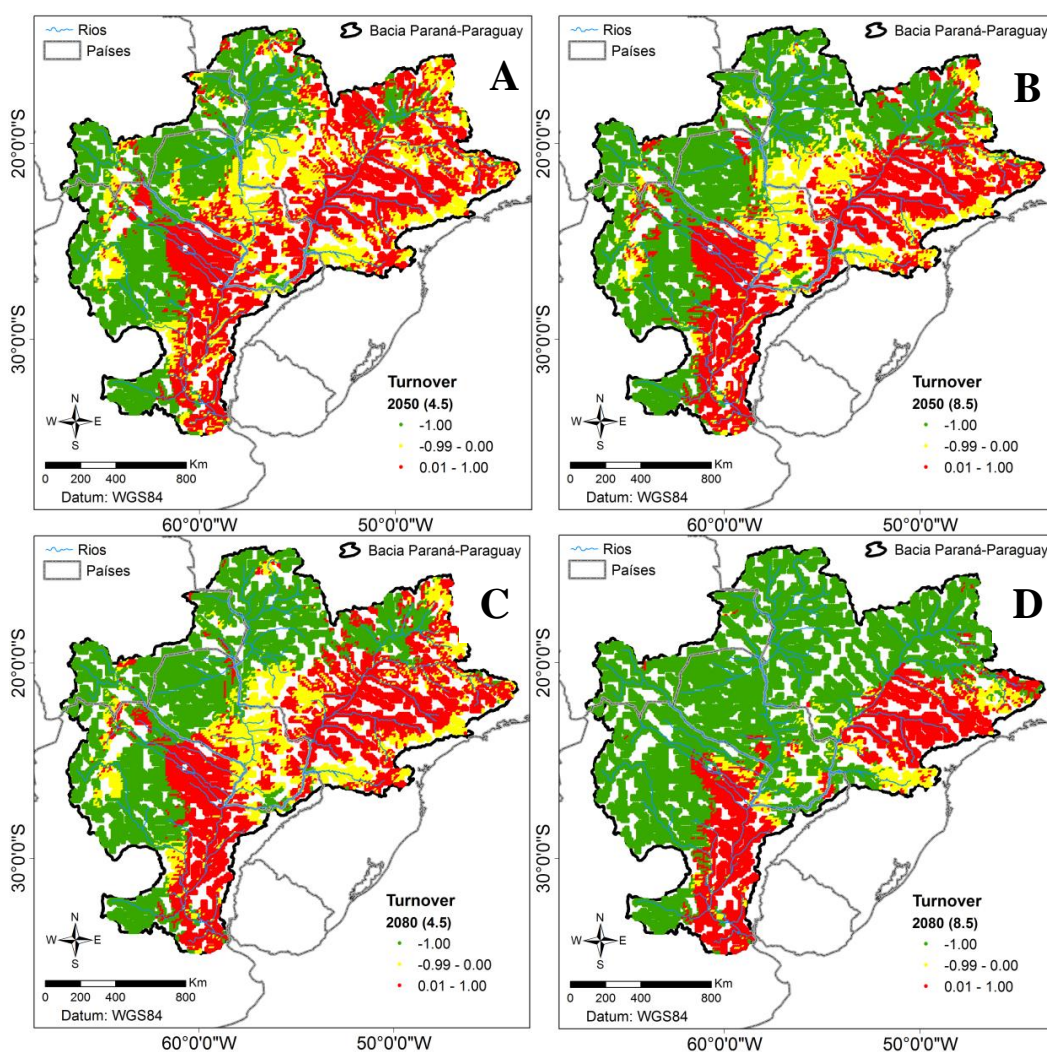 Rios
Bacia Paraná-Paraguay
Países
A
20°0'0"S
30°0'0"S
N
W E
S
Turnover
2050 (4.5)
-1.00
-0.99 - 0.00
0.01 - 1.00
Km
0 200 400 800
Datum: WGS84
60°0'0"W
50°0'0"W
Rios
Bacia Paraná-Paraguay
Países
B
20°0'0"S
30°0'0"S
N
W E
S
Turnover
2050 (8.5)
-1.00
-0.99 - 0.00
0.01 - 1.00
Km
0 200 400 800
Datum: WGS84
60°0'0"W
50°0'0"W
Rios
Bacia Paraná-Paraguay
Países
C
20°0'0"S
30°0'0"S
N
W E
S
Turnover
2080 (4.5)
-1.00
-0.99 - 0.00
0.01 - 1.00
Km
0 200 400 800
Datum: WGS84
60°0'0"W
50°0'0"W
Rios
Bacia Paraná-Paraguay
Países
D
20°0'0"S
30°0'0"S
N
W E
S
Turnover
2080 (8.5)
-1.00
-0.99 - 0.00
0.01 - 1.00
Km
0 200 400 800
Datum: WGS84
60°0'0"W
50°0'0"W